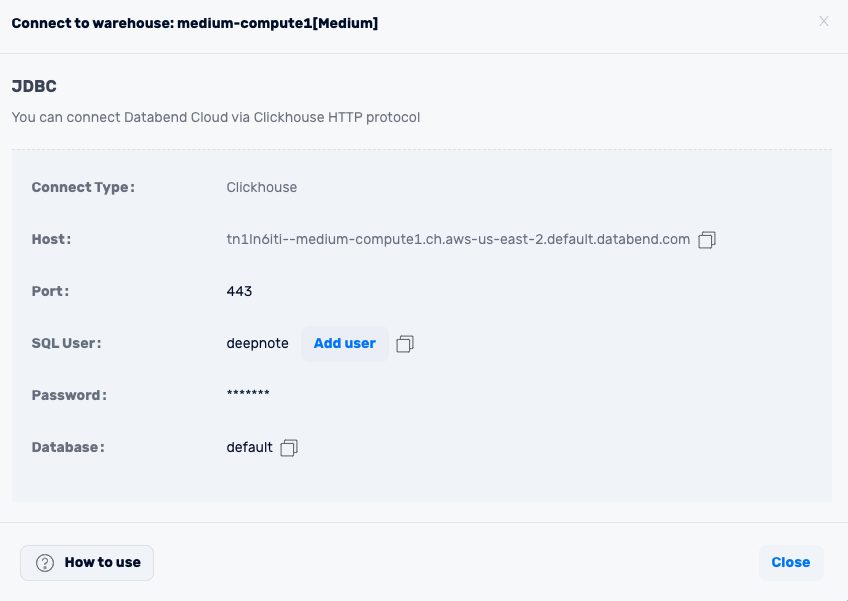 Connect to warehouse: medium-compute1[Medium]
JDBC
You can connect Databend Cloud via Clickhouse HTTP protocol
Connect Type: Clickhouse
Host: tn1ln6iti--medium-compute1.ch.aws-us-east-2.default.databend.com
Port: 443
SQL User: deepnote Add user
Password: *******
Database: default
How to use
Close